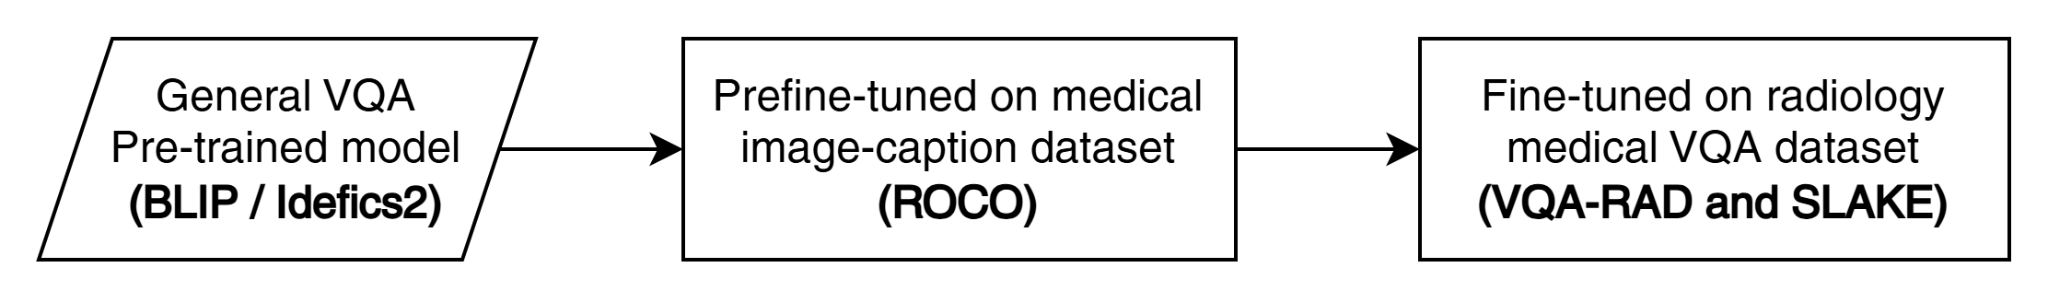 General VQA
Pre-trained model
(BLIP / Idefics2)
Prefine-tuned on medical
image-caption dataset
(ROCO)
Fine-tuned on radiology
medical VQA dataset
(VQA-RAD and SLAKE)